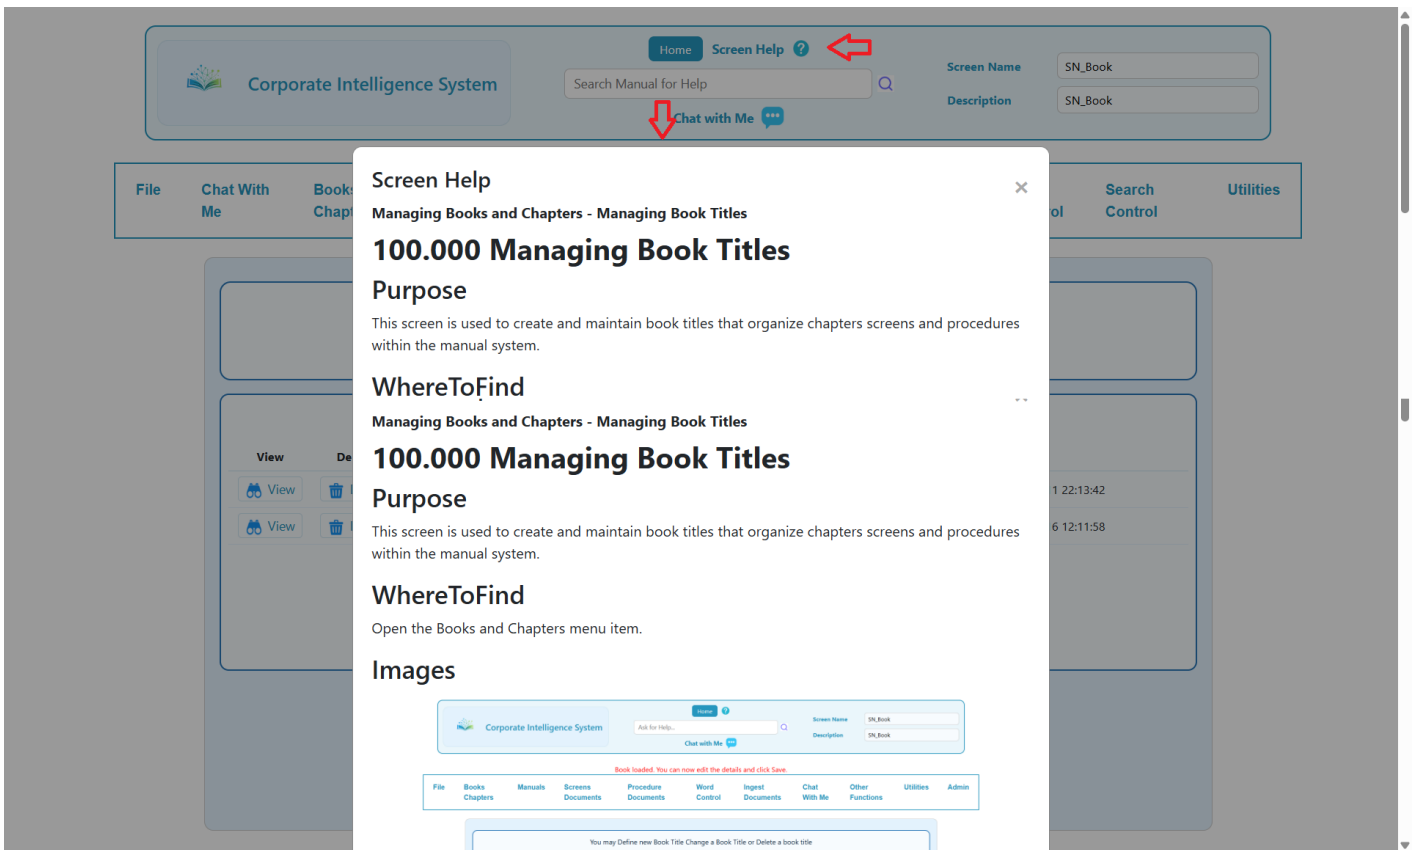 Home Screen Help ?
Corporate Intelligence System
Search Manual for Help
Chat with Me
Screen Name SN_Book
Description SN_Book
File Chat With Me Books Chapt ol Search Control Utilities
Screen Help ×
Managing Books and Chapters - Managing Book Titles
100.000 Managing Book Titles
Purpose
This screen is used to create and maintain book titles that organize chapters screens and procedures
within the manual system.
WhereToFind
Managing Books and Chapters - Managing Book Titles
100.000 Managing Book Titles
Purpose
This screen is used to create and maintain book titles that organize chapters screens and procedures
within the manual system.
WhereToFind
Open the Books and Chapters menu item.
Images
Home ?
Corporate Intelligence System
Ask for Help...
Chat with Me
Screen Name SN_Book
Description SN_Book
Book loaded. You can now edit the details and click Save.
File Books Chapters Manuals Screens Documents Procedure Documents Word Control Ingest Documents Chat With Me Other Functions Utilities Admin
You may Define new Book Title Change a Book Title or Delete a book title
View De
View 1 22:13:42
View 6 12:11:58